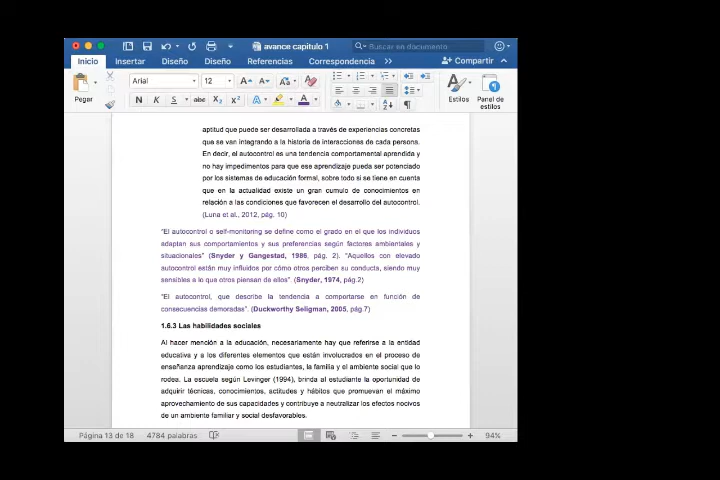 avance capitulo 1
Buscar en documento
Inicio
Insertar
Diseño
Diseño
Referencias
Correspondencia
Compartir
Pegar
Arial
12
N K S abc X₂ X²
Estilos
Panel de estilos
aptitud que puede ser desarrollada a través de experiencias concretas
que se van integrando a la historia de interacciones de cada persona.
En decir, el autocontrol es una tendencia comportamental aprendida y
no hay impedimentos para que ese aprendizaje pueda ser potenciado
por los sistemas de educación formal, sobre todo si se tiene en cuenta
que en la actualidad existe un gran cumulo de conocimientos en
relación a las condiciones que favorecen el desarrollo del autocontrol.
(Luna et al., 2012, pág. 10)
"El autocontrol o self-monitoring se define como el grado en el que los individuos
adaptan sus comportamientos y sus preferencias según factores ambientales y
situacionales" (Snyder y Gangestad, 1986, pág. 2). "Aquellos con elevado
autocontrol están muy influidos por cómo otros perciben su conducta, siendo muy
sensibles a lo que otros piensan de ellos". (Snyder, 1974, pág.2)
"El autocontrol, que describe la tendencia a comportarse en función de
consecuencias demoradas". (Duckworthy Seligman, 2005, pág.7)
1.6.3 Las habilidades sociales
Al hacer mención a la educación, necesariamente hay que referirse a la entidad
educativa y a los diferentes elementos que están involucrados en el proceso de
enseñanza aprendizaje como los estudiantes, la familia y el ambiente social que lo
rodea. La escuela según Levinger (1994), brinda al estudiante la oportunidad de
adquirir técnicas, conocimientos, actitudes y hábitos que promuevan el máximo
aprovechamiento de sus capacidades y contribuye a neutralizar los efectos nocivos
de un ambiente familiar y social desfavorables.
Página 13 de 18
4784 palabras
94%